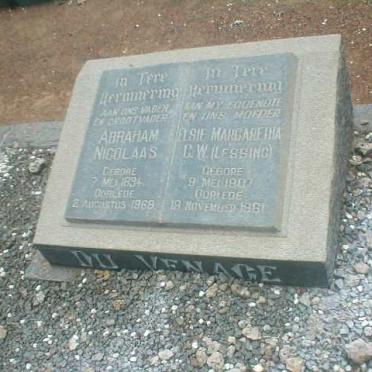 In Tere
Herinnering
AAN ONS VADER
EN GROOTVADER
ABRAHAM
NICOLAAS
GEBORE
7 MEI 1894
OORLEDE
2 AUGUSTUS 1968
In Tere
Herinnering
AAN MY EGGENOTE
EN ONS MOEDER
ELSIE MARGARETHA
C.W. (LESSING)
GEBORE
9 MEI 1907
OORLEDE
18 NOVEMBER 1961
DU VENAGE